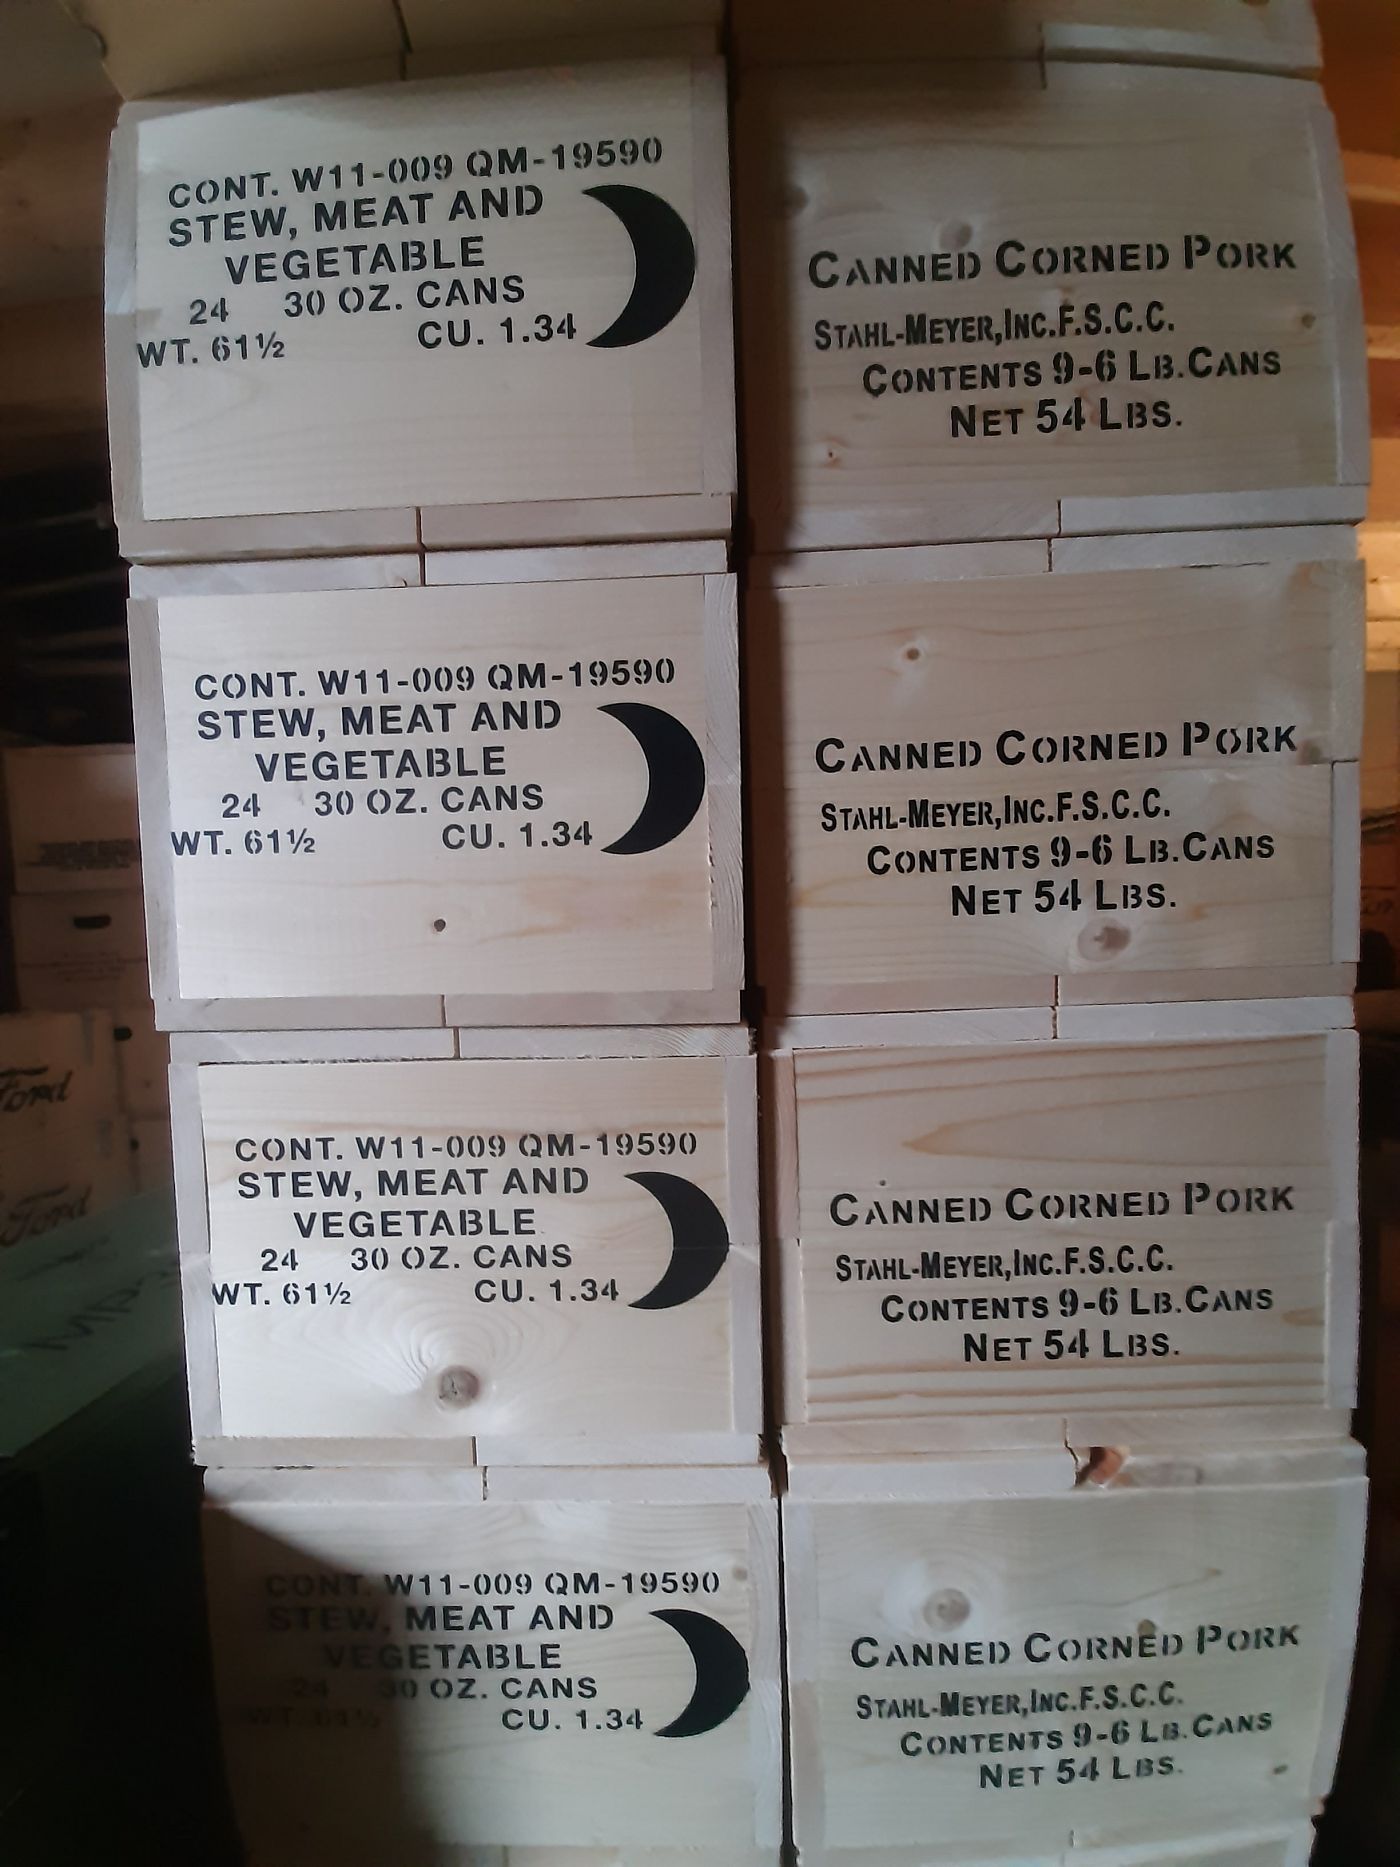 CONT. W11-009 QM-19590
STEW, MEAT AND
VEGETABLE
24 30 OZ. CANS
WT. 61½ CU. 1.34
CANNED CORNED PORK
STAHL-MEYER,INC.F.S.C.C.
CONTENTS 9-6 LB.CANS
NET 54 LBS.
CONT. W11-009 QM-19590
STEW, MEAT AND
VEGETABLE
24 30 OZ. CANS
WT. 61½ CU. 1.34
CANNED CORNED PORK
STAHL-MEYER,INC.F.S.C.C.
CONTENTS 9-6 LB.CANS
NET 54 LBS.
CONT. W11-009 QM-19590
STEW, MEAT AND
VEGETABLE
24 30 OZ. CANS
WT. 61½ CU. 1.34
CANNED CORNED PORK
STAHL-MEYER,INC.F.S.C.C.
CONTENTS 9-6 LB.CANS
NET 54 LBS.
CONT. W11-009 QM-19590
STEW, MEAT AND
VEGETABLE
24 30 OZ. CANS
WT. 61½ CU. 1.34
CANNED CORNED PORK
STAHL-MEYER,INC.F.S.C.C.
CONTENTS 9-6 LB.CANS
NET 54 LBS.
Ford
Ford